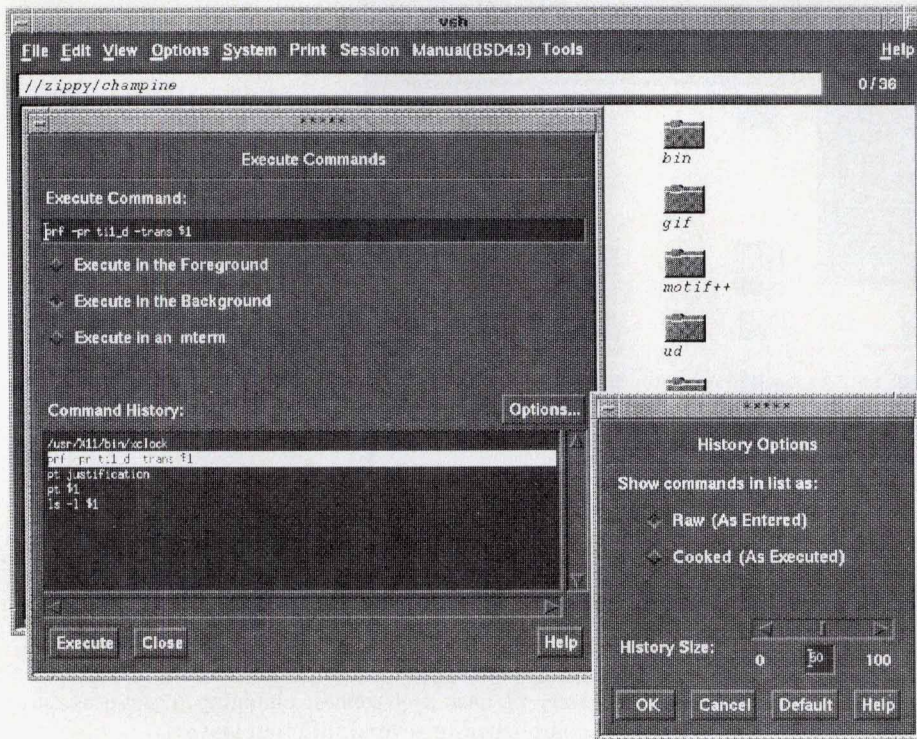 vsh
File Edit View Options System Print Session Manual(BSD4.3) Tools Help
//zippy/champine 0/36
*****
Execute Commands
Execute Command:
prf -pr til_d -trans $1
Execute in the Foreground
Execute in the Background
Execute in an mterm
Command History:
Options...
/usr/X11/bin/xclock
prf -pr til_d -trans $1
pt justification
pt $1
ls -l $1
Execute Close Help
bin
gif
motif++
ud
*****
History Options
Show commands in list as:
Raw (As Entered)
Cooked (As Executed)
History Size:
0 50 100
OK Cancel Default Help